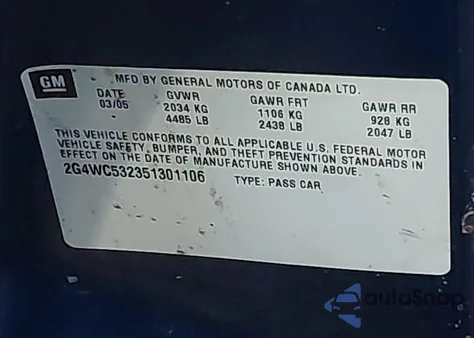 GM
MFD BY GENERAL MOTORS OF CANADA LTD.
DATE GVWR GAWR FRT GAWR RR
03/05 2034 KG 1106 KG 928 KG
4485 LB 2438 LB 2047 LB
THIS VEHICLE CONFORMS TO ALL APPLICABLE U.S. FEDERAL MOTOR
VEHICLE SAFETY, BUMPER, AND THEFT PREVENTION STANDARDS IN
EFFECT ON THE DATE OF MANUFACTURE SHOWN ABOVE.
2G4WC532351301106 TYPE: PASS CAR
autoSnap